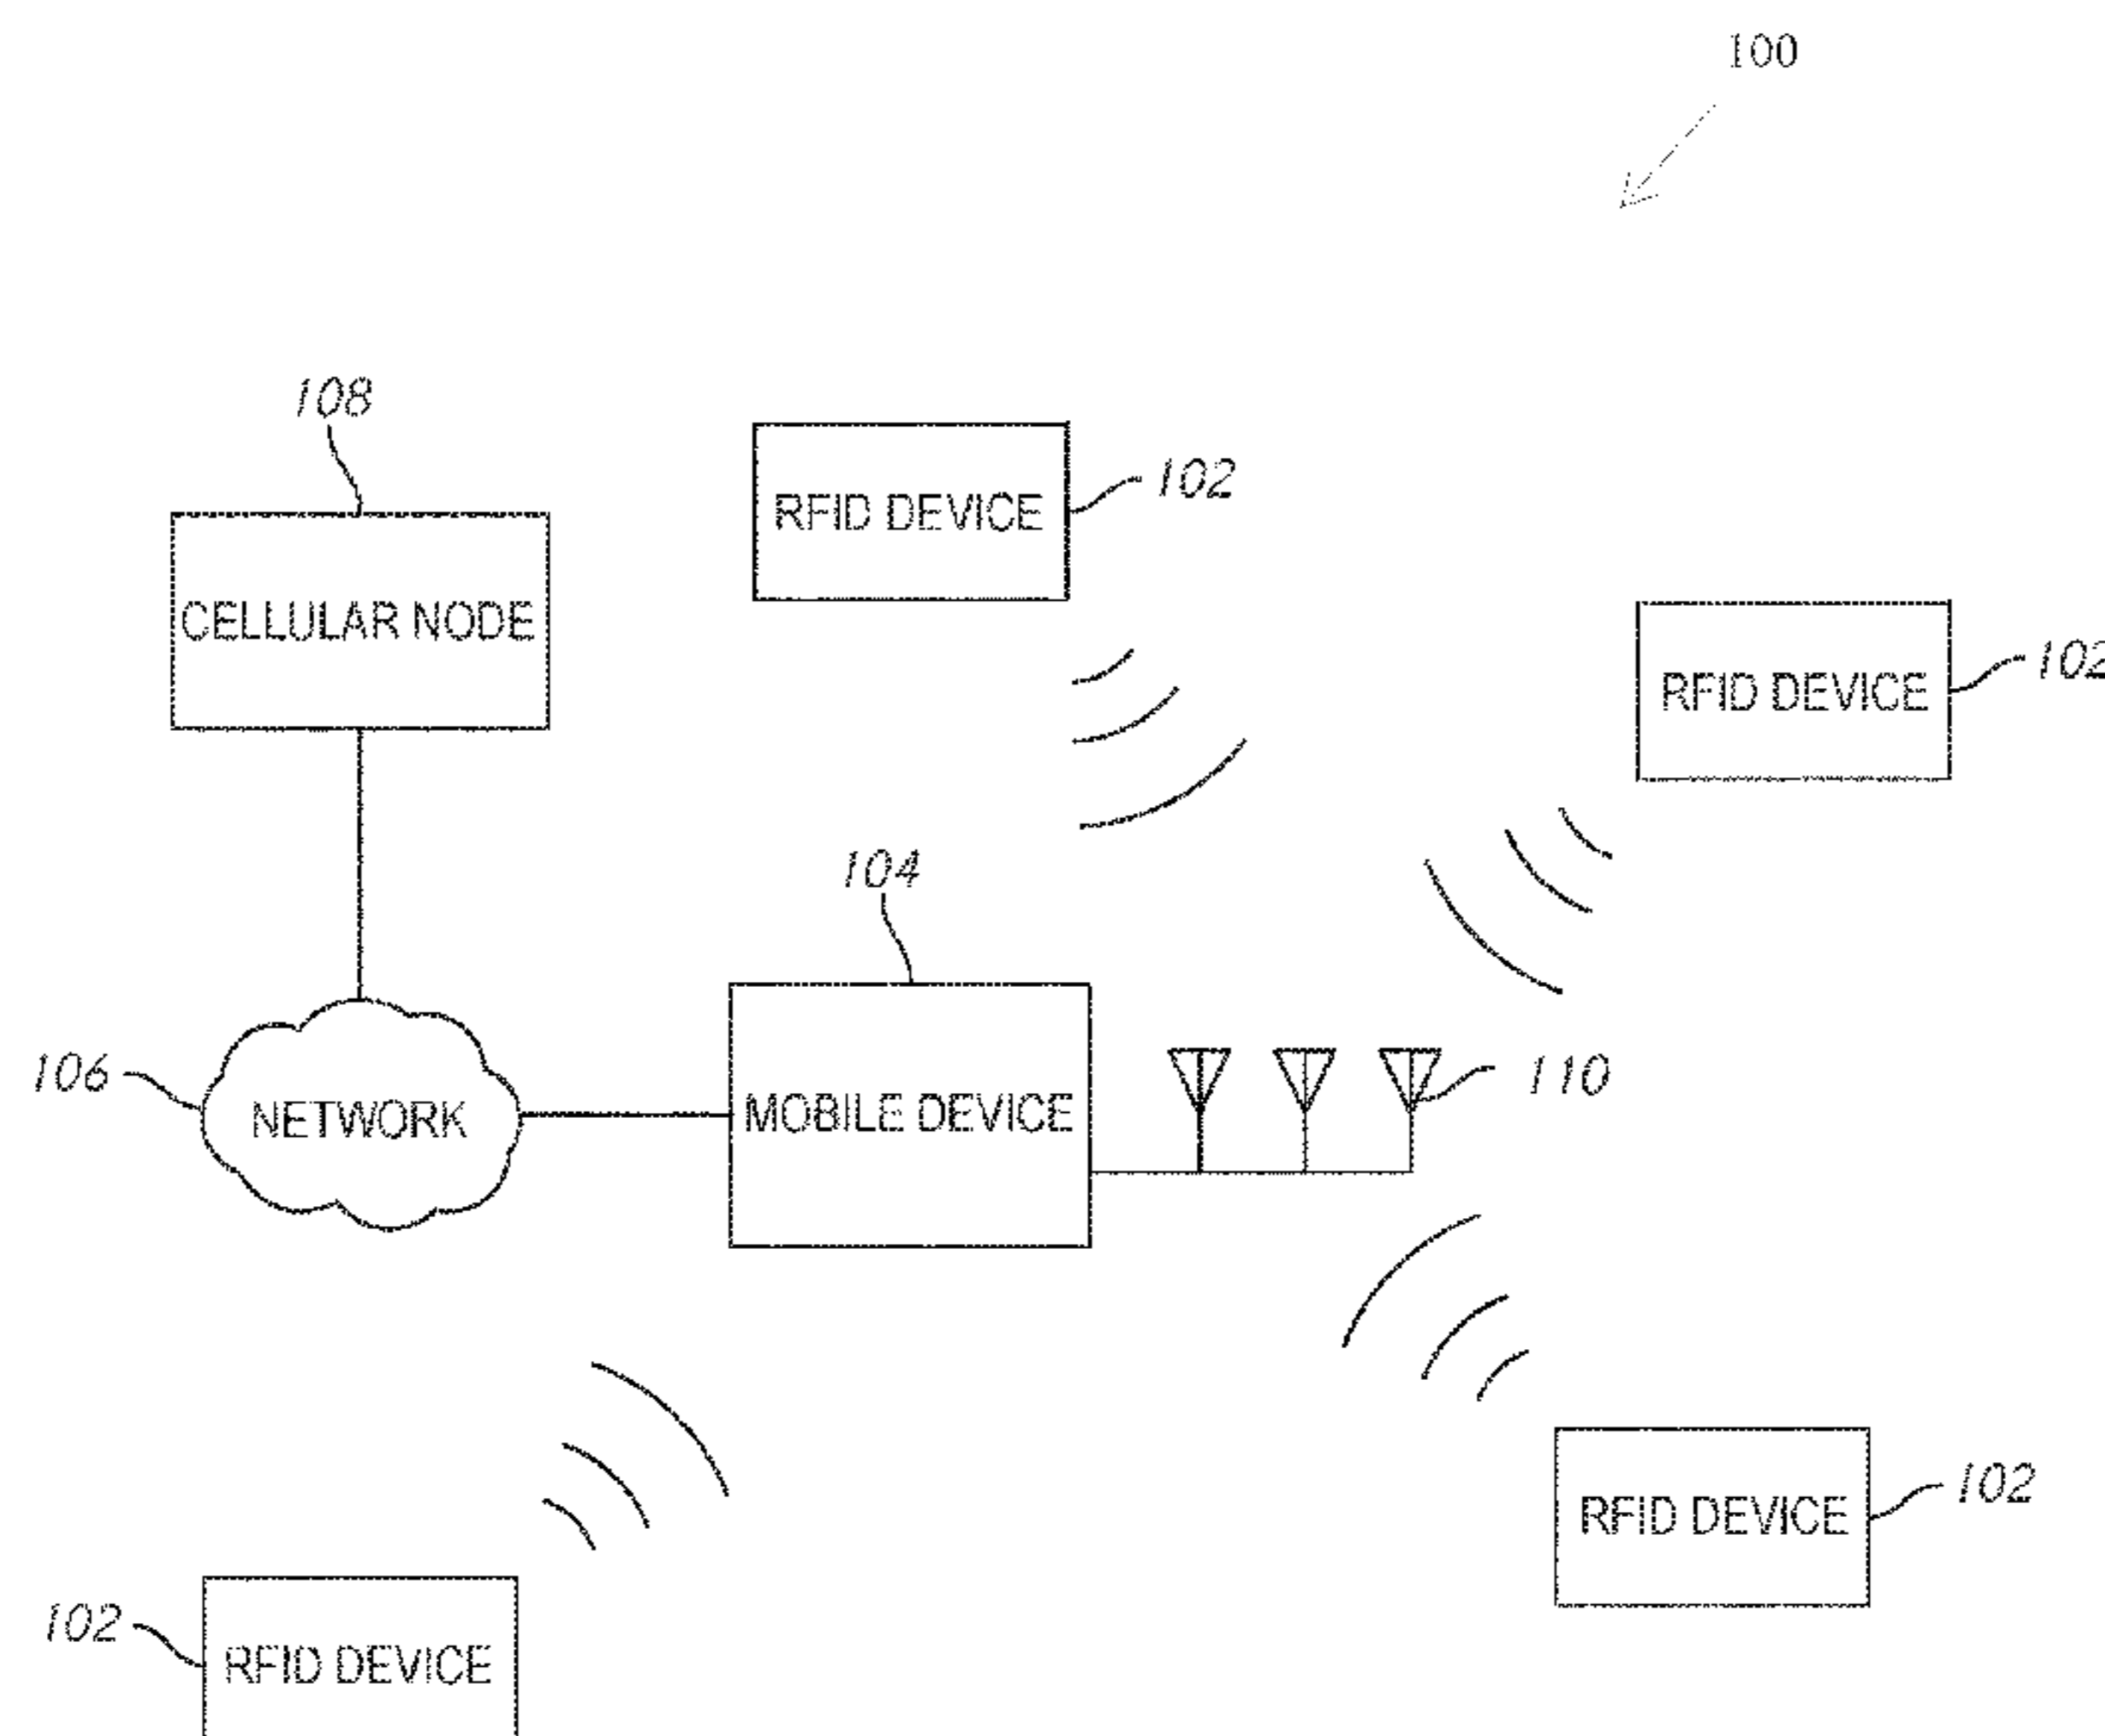 100
108
RFID DEVICE
102
CELLULAR NODE
RFID DEVICE
102
104
106
NETWORK
MOBILE DEVICE
110
RFID DEVICE
102
102
RFID DEVICE